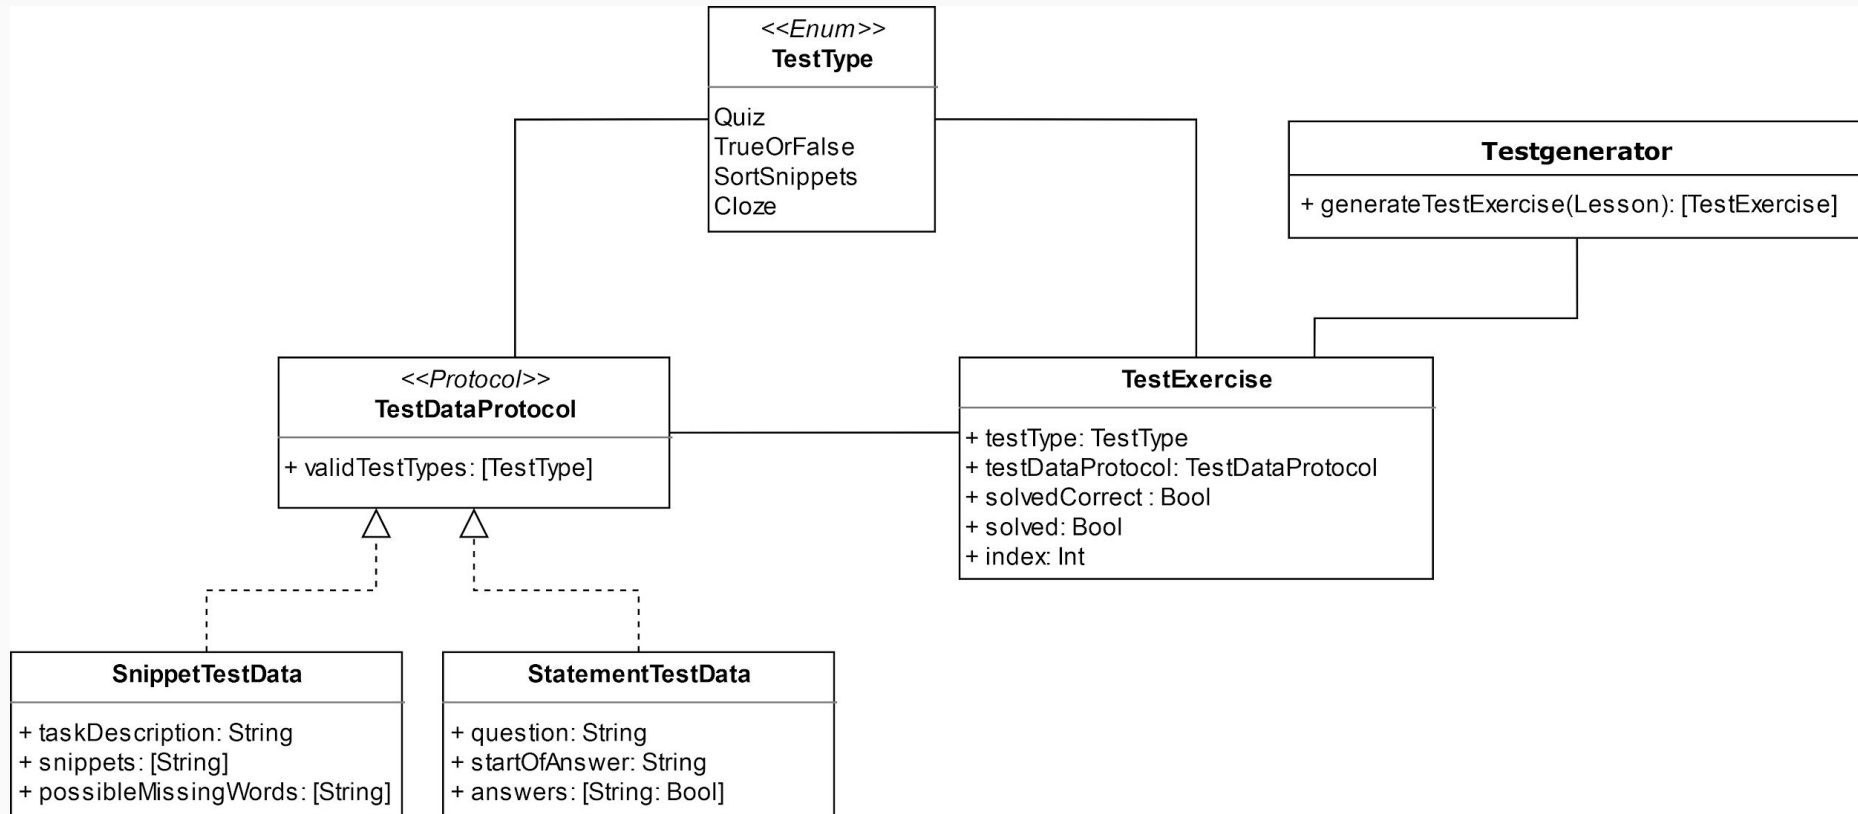 <<Enum>>
TestType
Quiz
TrueOrFalse
SortSnippets
Cloze
Testgenerator
+ generateTestExercise(Lesson): [TestExercise]
<<Protocol>>
TestDataProtocol
+ validTestTypes: [TestType]
TestExercise
+ testType: TestType
+ testDataProtocol: TestDataProtocol
+ solvedCorrect : Bool
+ solved: Bool
+ index: Int
SnippetTestData
+ taskDescription: String
+ snippets: [String]
+ possibleMissingWords: [String]
StatementTestData
+ question: String
+ startOfAnswer: String
+ answers: [String: Bool]